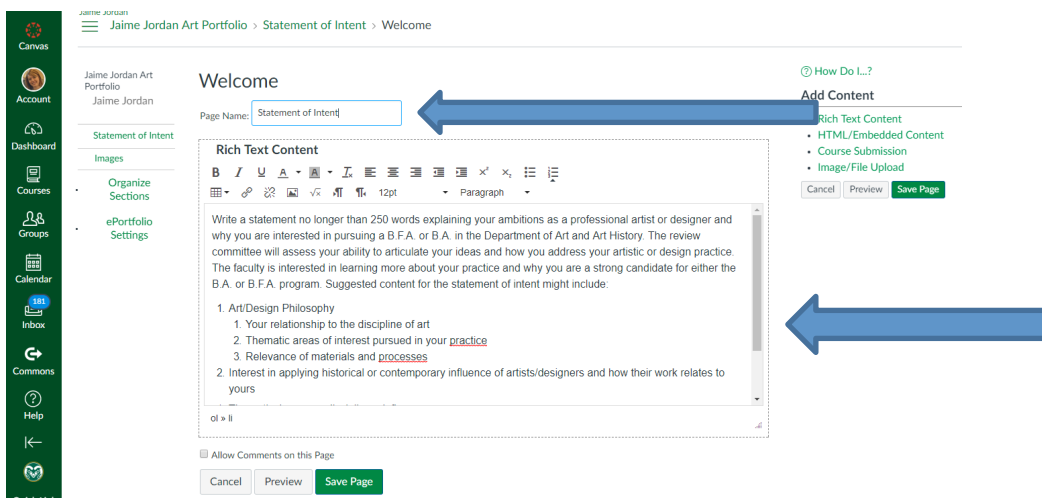 Jaime Jordan
Jaime Jordan Art Portfolio > Statement of Intent > Welcome
Canvas
Account
Dashboard
Courses
Groups
Calendar
181
Inbox
Commons
Help
Jaime Jordan Art
Portfolio
Jaime Jordan
Statement of Intent
Images
Organize
Sections
ePortfolio
Settings
Welcome
Page Name: Statement of Intent
Rich Text Content
B I U A A Ix x² x₂
√x ¶ ¶ 12pt Paragraph
Write a statement no longer than 250 words explaining your ambitions as a professional artist or designer and
why you are interested in pursuing a B.F.A. or B.A. in the Department of Art and Art History. The review
committee will assess your ability to articulate your ideas and how you address your artistic or design practice.
The faculty is interested in learning more about your practice and why you are a strong candidate for either the
B.A. or B.F.A. program. Suggested content for the statement of intent might include:
1. Art/Design Philosophy
1. Your relationship to the discipline of art
2. Thematic areas of interest pursued in your practice
3. Relevance of materials and processes
2. Interest in applying historical or contemporary influence of artists/designers and how their work relates to
yours
ol » li
Allow Comments on this Page
Cancel Preview Save Page
? How Do I...?
Add Content
Rich Text Content
• HTML/Embedded Content
• Course Submission
• Image/File Upload
Cancel Preview Save Page